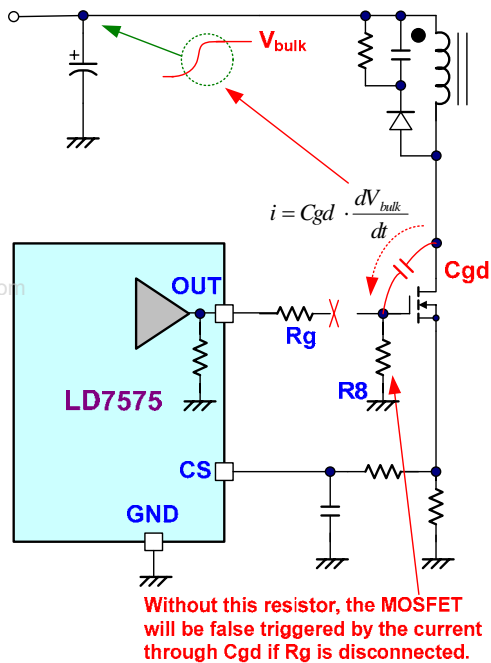 +
Vbulk
i = Cgd · dVbulk / dt
om
Cgd
OUT
Rg
R8
LD7575
CS
GND
Without this resistor, the MOSFET
will be false triggered by the current
through Cgd if Rg is disconnected.